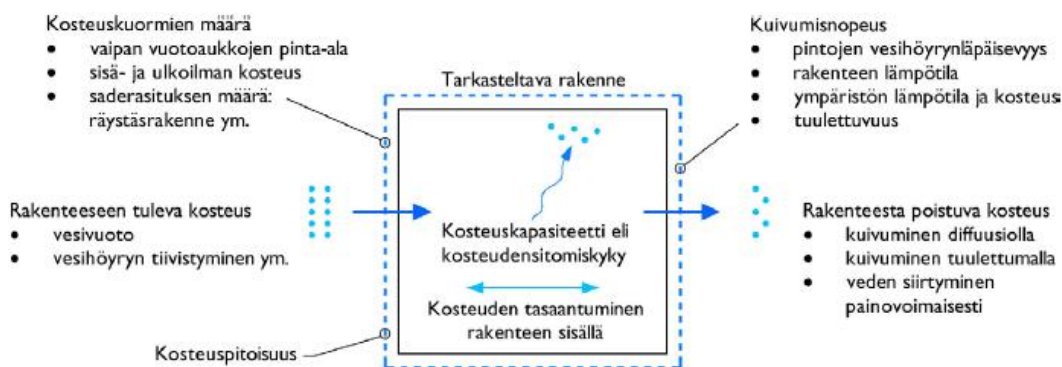 Kosteuskuormien määrä
• vaipan vuotoaukkojen pinta-ala
• sisä- ja ulkoilman kosteus
• saderasituksen määrä:
räystäsrakenne ym.
Tarkasteltava rakenne
Kuivumisnopeus
• pintojen vesihöyrynläpäisevyys
• rakenteen lämpötila
• ympäristön lämpötila ja kosteus
• tuulettuvuus
Rakenteeseen tuleva kosteus
• vesivuoto
• vesihöyryn tiivistyminen ym.
Kosteuskapasiteetti eli
kosteudensitomiskyky
Kosteuden tasaantuminen
rakenteen sisällä
Rakenteesta poistuva kosteus
• kuivuminen diffuusiolla
• kuivuminen tuulettumalla
• veden siirtyminen
painovoimaisesti
Kosteuspitoisuus